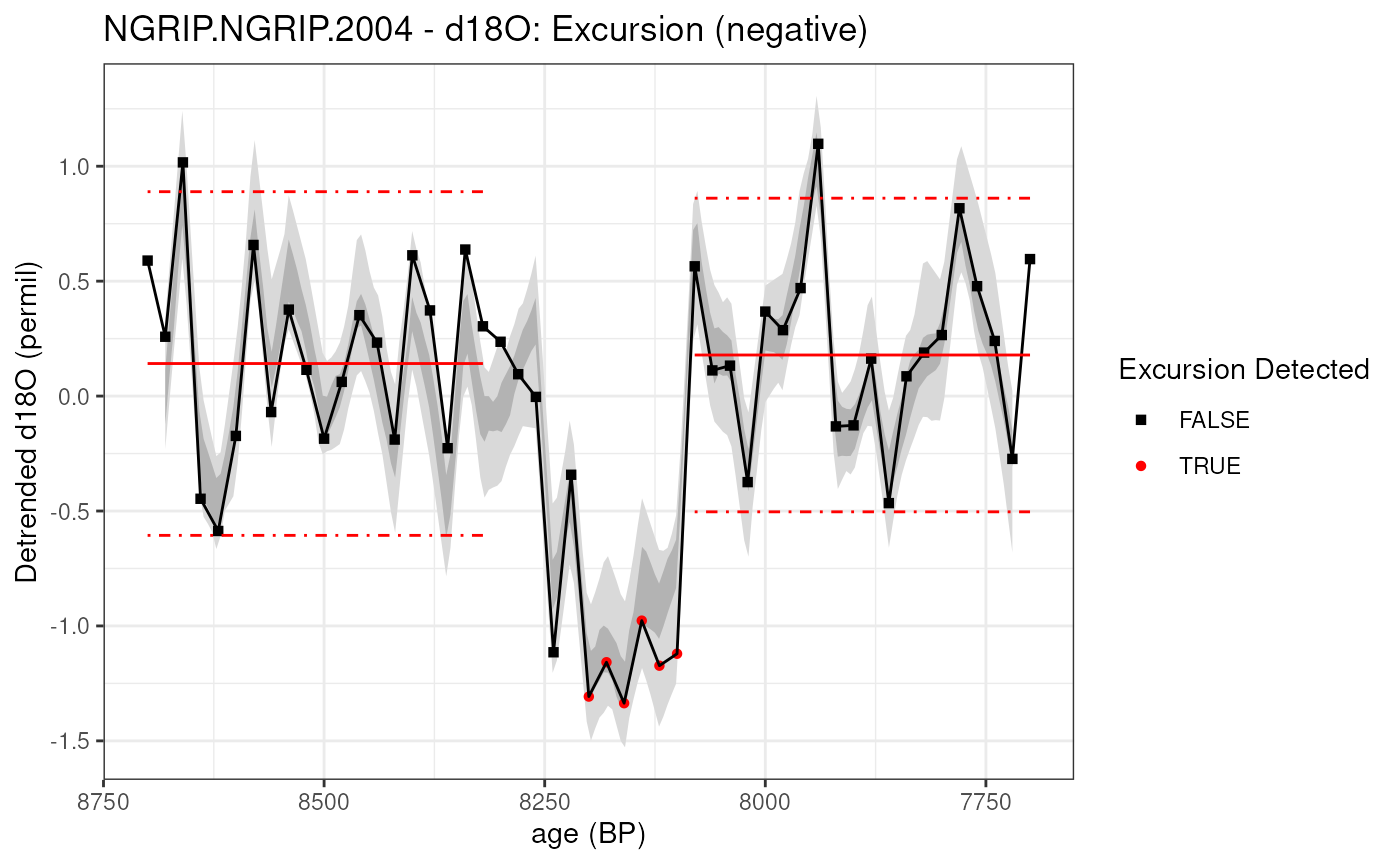 NGRIP.NGRIP.2004 - d18O: Excursion (negative)
Detrended d18O (permil)
1.0
0.5
0.0
-0.5
-1.0
-1.5
8750
8500
8250
8000
7750
age (BP)
Excursion Detected
FALSE
TRUE